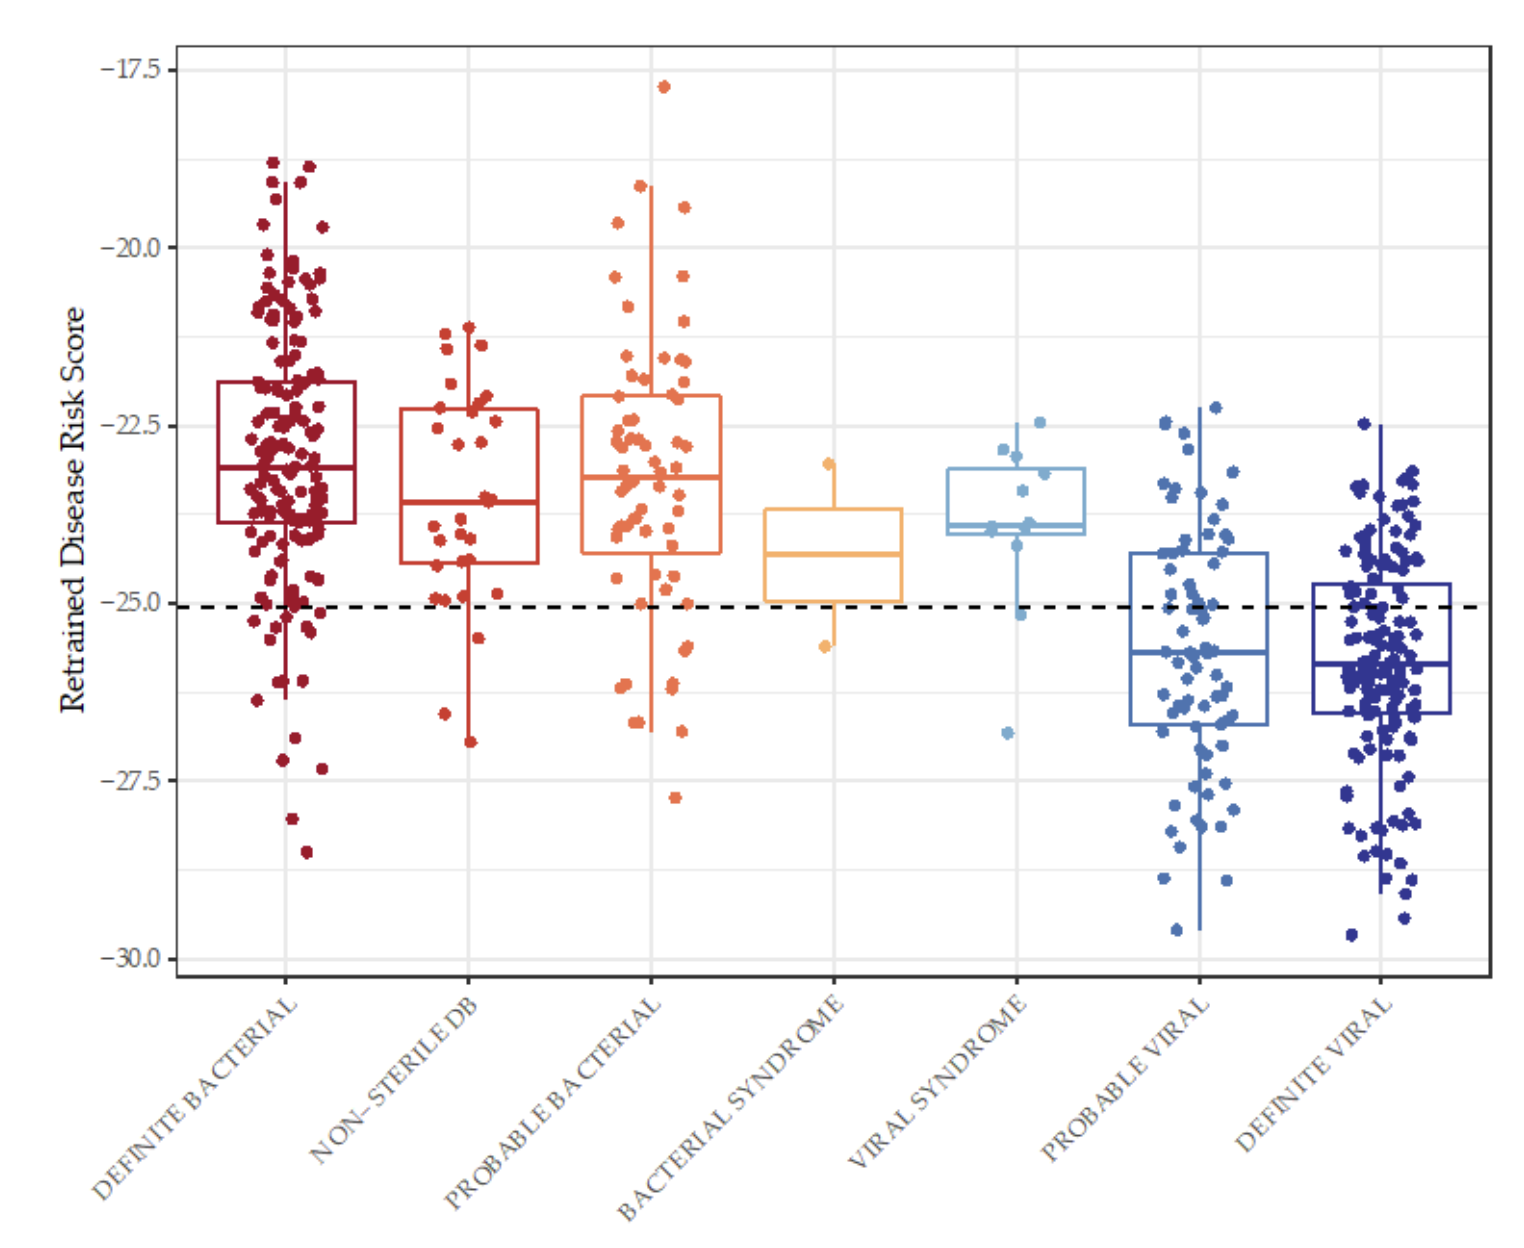 Retrained Disease Risk Score
−17.5
−20.0
−22.5
−25.0
−27.5
−30.0
DEFINITE BACTERIAL
NON−STERILE DB
PROBABLE BACTERIAL
BACTERIAL SYNDROME
VIRAL SYNDROME
PROBABLE VIRAL
DEFINITE VIRAL